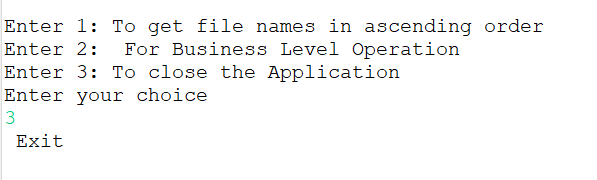 Enter 1: To get file names in ascending order
Enter 2:  For Business Level Operation
Enter 3: To close the Application
Enter your choice
3
 Exit